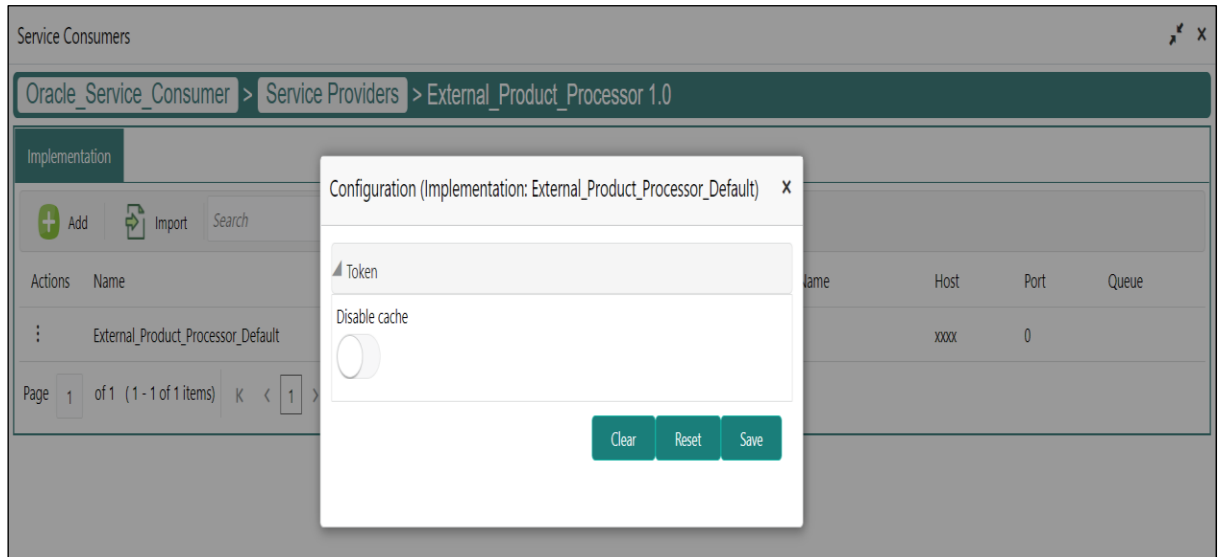 Service Consumers x
Oracle_Service_Consumer > Service Providers > External_Product_Processor 1.0
Implementation
Configuration (Implementation: External_Product_Processor_Default) x
Add Import Search
Token
Actions Name Host Port Queue
Disable cache
External_Product_Processor_Default xxxx 0
Page 1 of 1 (1 - 1 of 1 items) K < 1 >
Clear Reset Save